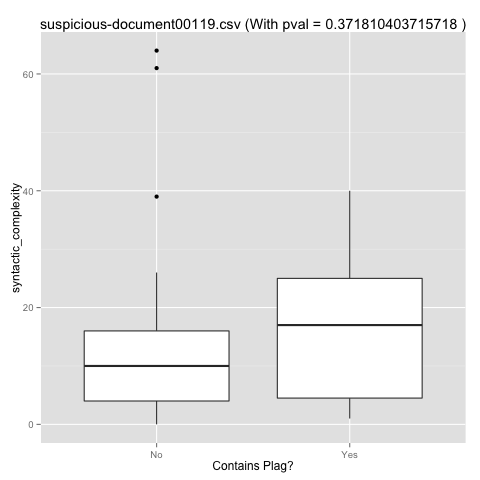 suspicious-document00119.csv (With pval = 0.371810403715718 )
syntactic_complexity
60
40
20
0
No
Yes
Contains Plag?